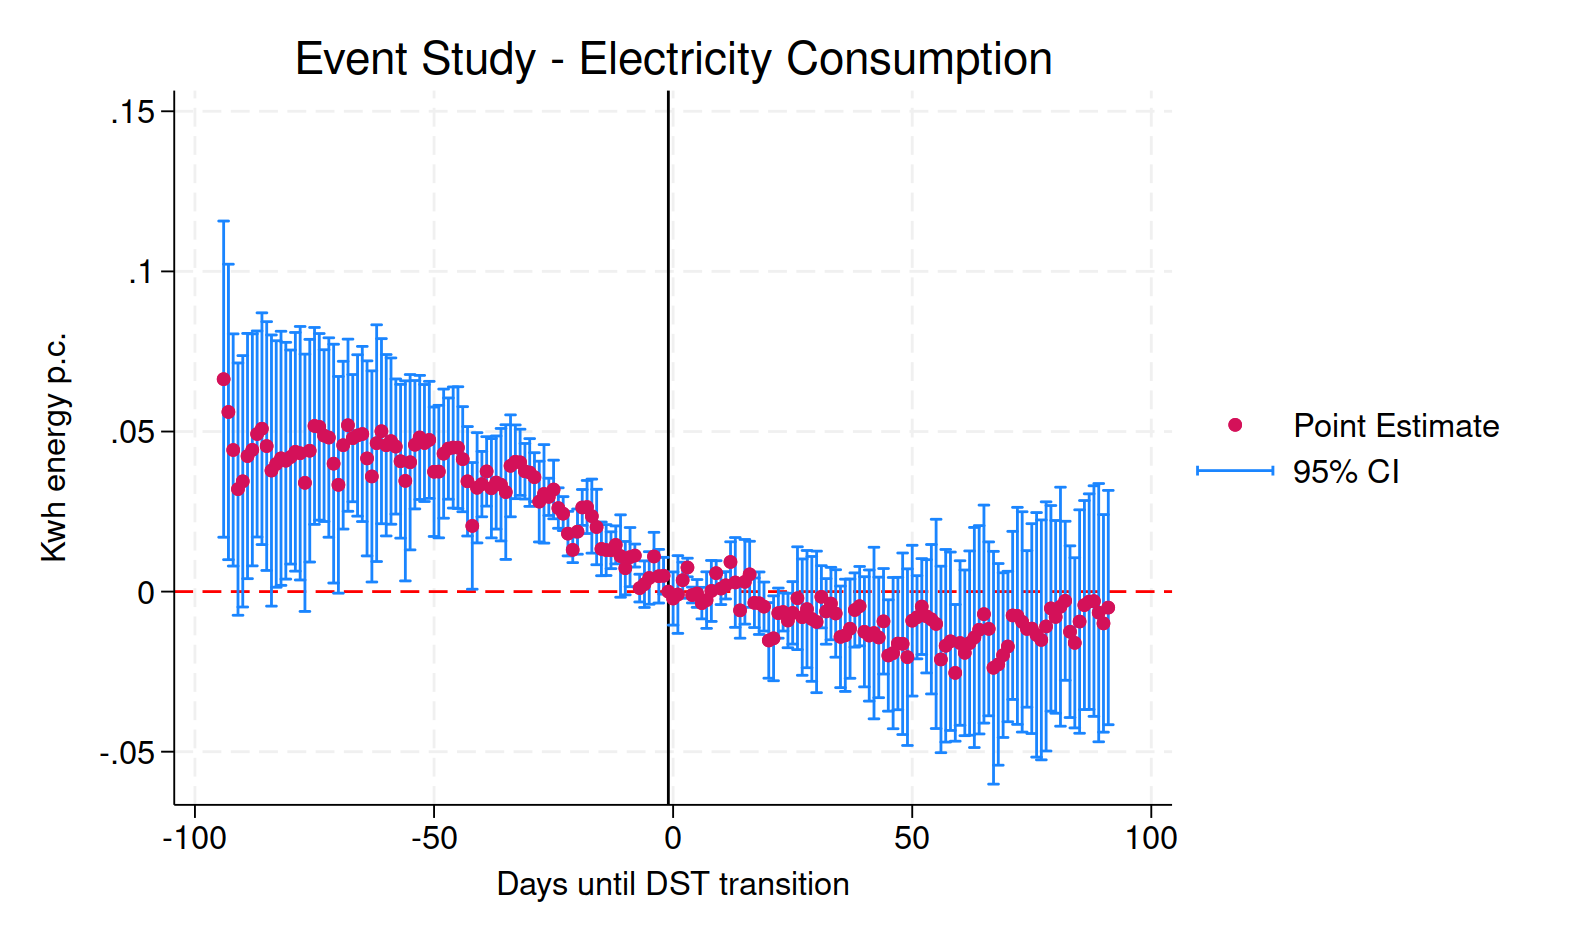 Event Study - Electricity Consumption
.15
.1
.05
0
-.05
Kwh energy p.c.
-100
-50
0
50
100
Days until DST transition
Point Estimate
95% CI